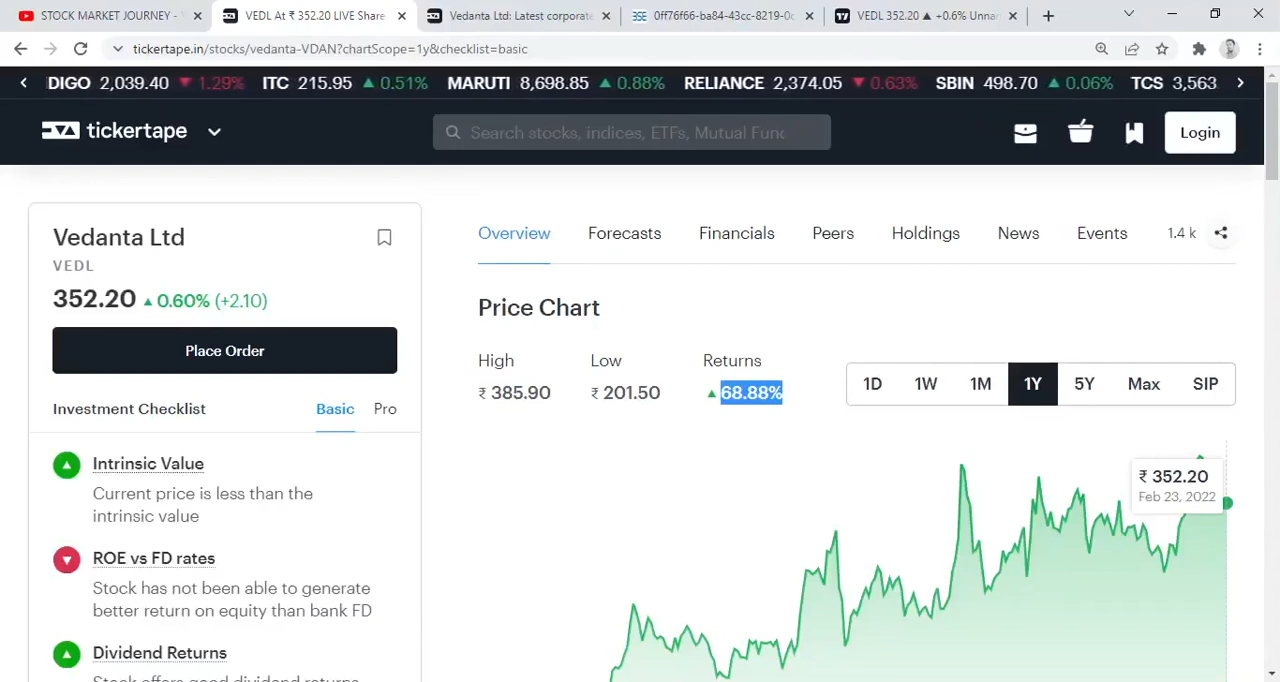 STOCK MARKET JOURNEY -
VEDL At ₹ 352.20 LIVE Share
Vedanta Ltd: Latest corporat
0ff76f66-ba84-43cc-8219-0
VEDL 352.20 ▲ +0.6% Unna
tickertape.in/stocks/vedanta-VDAN?chartScope=1y&checklist=basic
DIGO 2,039.40 ▼ 1.29% ITC 215.95 ▲ 0.51% MARUTI 8,698.85 ▲ 0.88% RELIANCE 2,374.05 ▼ 0.63% SBIN 498.70 ▲ 0.06% TCS 3,563
tickertape
Search stocks, indices, ETFs, Mutual Func
Login
Vedanta Ltd
VEDL
352.20 ▲ 0.60% (+2.10)
Place Order
Investment Checklist Basic Pro
Intrinsic Value
Current price is less than the
intrinsic value
ROE vs FD rates
Stock has not been able to generate
better return on equity than bank FD
Dividend Returns
Stock offers good dividend returns
Overview Forecasts Financials Peers Holdings News Events 1.4 k
Price Chart
High Low Returns
₹ 385.90 ₹ 201.50 ▲ 68.88%
1D 1W 1M 1Y 5Y Max SIP
₹ 352.20
Feb 23, 2022